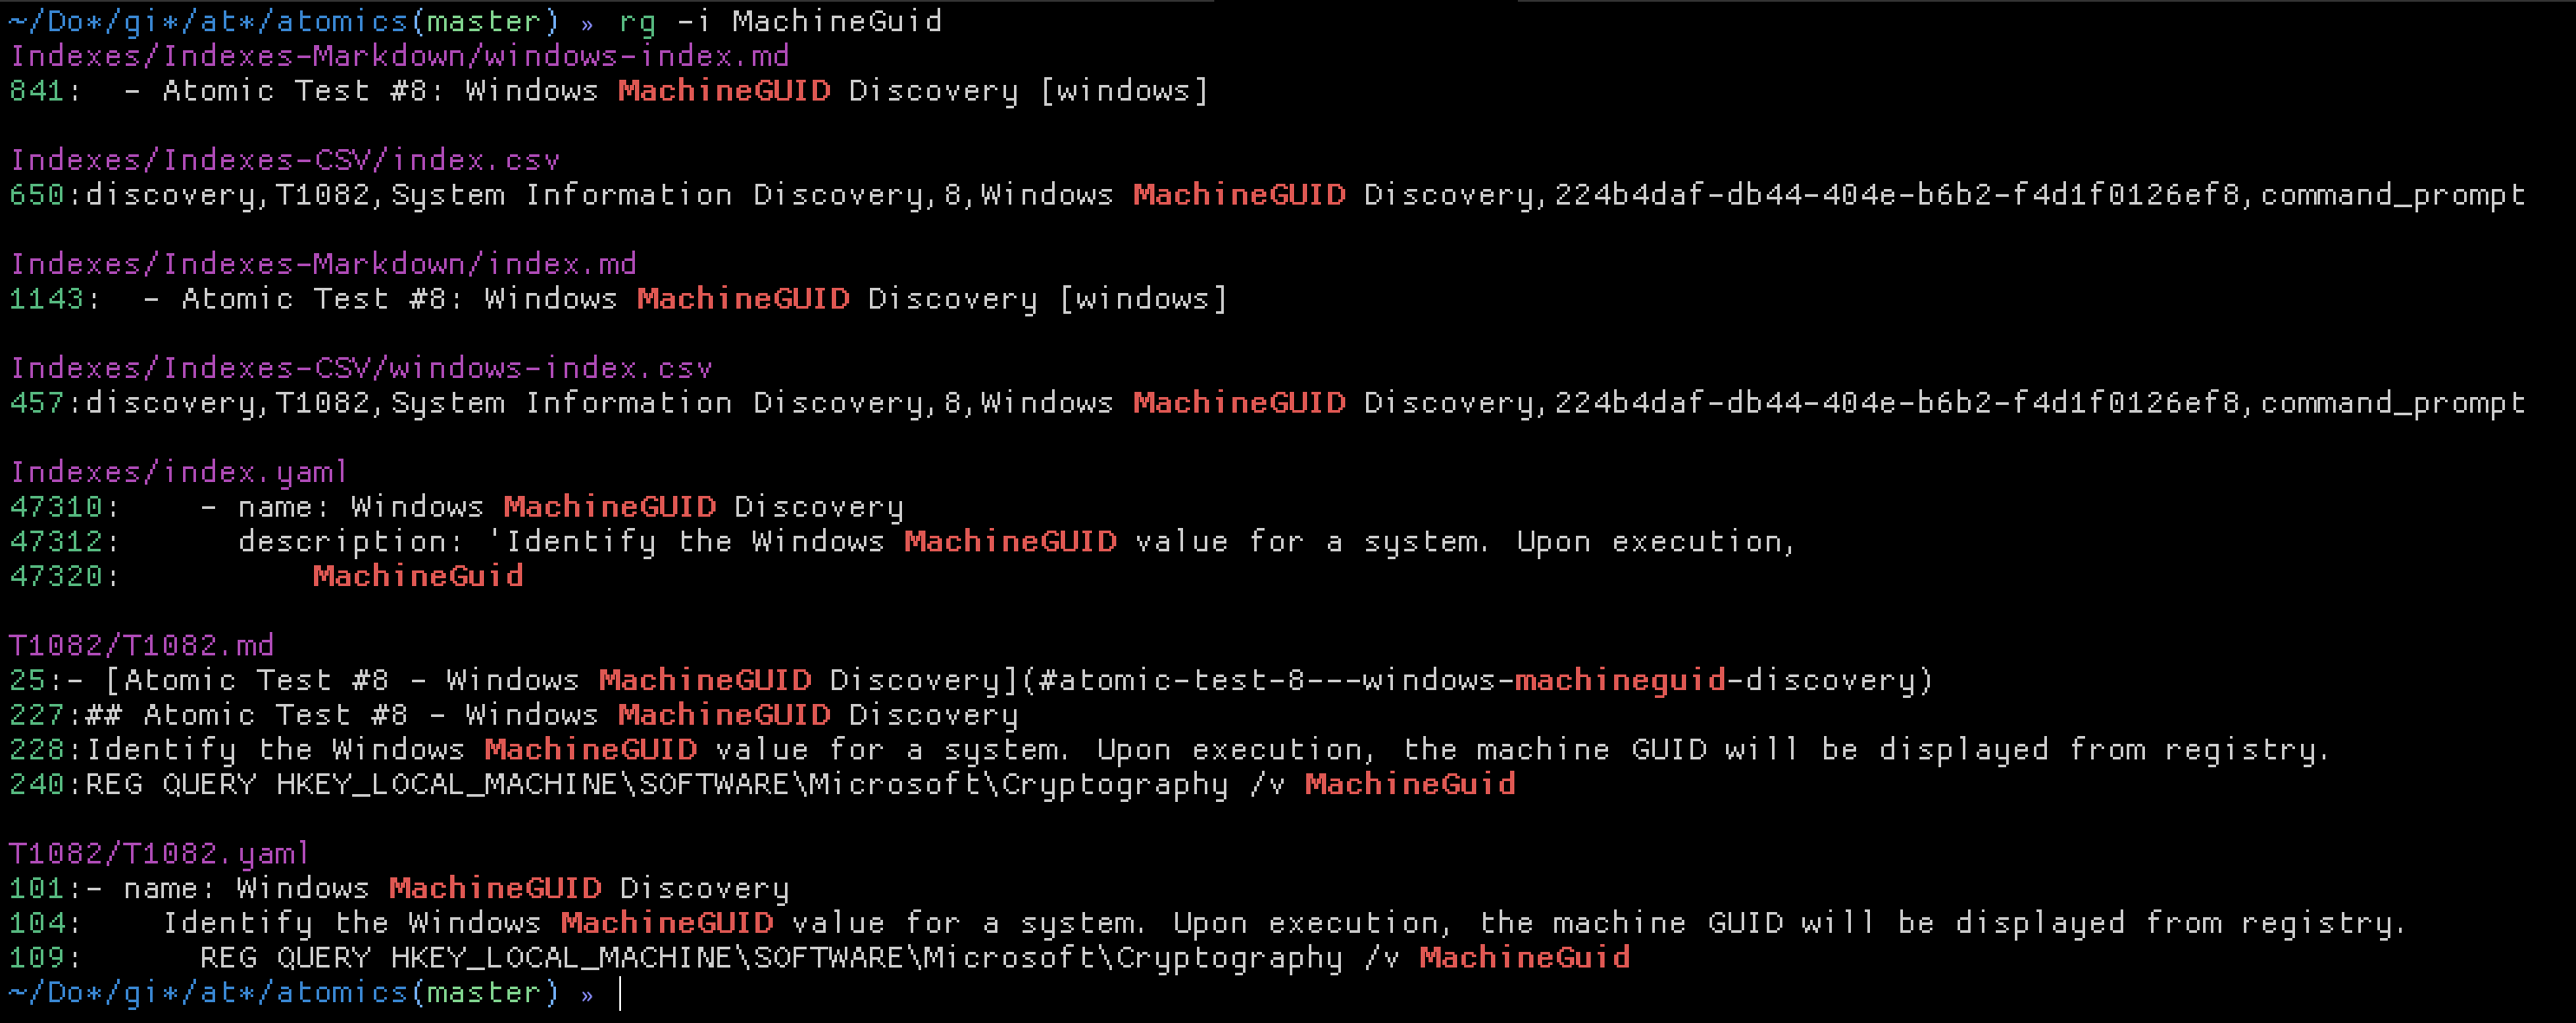 ~/Do*/gi*/at*/atomics(master) » rg -i MachineGuid
Indexes/Indexes-Markdown/windows-index.md
841:  - Atomic Test #8: Windows MachineGUID Discovery [windows]

Indexes/Indexes-CSV/index.csv
650:discovery,T1082,System Information Discovery,8,Windows MachineGUID Discovery,224b4daf-db44-404e-b6b2-f4d1f0126ef8,command_prompt

Indexes/Indexes-Markdown/index.md
1143:  - Atomic Test #8: Windows MachineGUID Discovery [windows]

Indexes/Indexes-CSV/windows-index.csv
457:discovery,T1082,System Information Discovery,8,Windows MachineGUID Discovery,224b4daf-db44-404e-b6b2-f4d1f0126ef8,command_prompt

Indexes/index.yaml
47310:    - name: Windows MachineGUID Discovery
47312:      description: 'Identify the Windows MachineGUID value for a system. Upon execution,
47320:          MachineGuid

T1082/T1082.md
25:- [Atomic Test #8 - Windows MachineGUID Discovery](#atomic-test-8---windows-machineguid-discovery)
227:## Atomic Test #8 - Windows MachineGUID Discovery
228:Identify the Windows MachineGUID value for a system. Upon execution, the machine GUID will be displayed from registry.
240:REG QUERY HKEY_LOCAL_MACHINE\SOFTWARE\Microsoft\Cryptography /v MachineGuid

T1082/T1082.yaml
101:- name: Windows MachineGUID Discovery
104:    Identify the Windows MachineGUID value for a system. Upon execution, the machine GUID will be displayed from registry.
109:      REG QUERY HKEY_LOCAL_MACHINE\SOFTWARE\Microsoft\Cryptography /v MachineGuid
~/Do*/gi*/at*/atomics(master) »